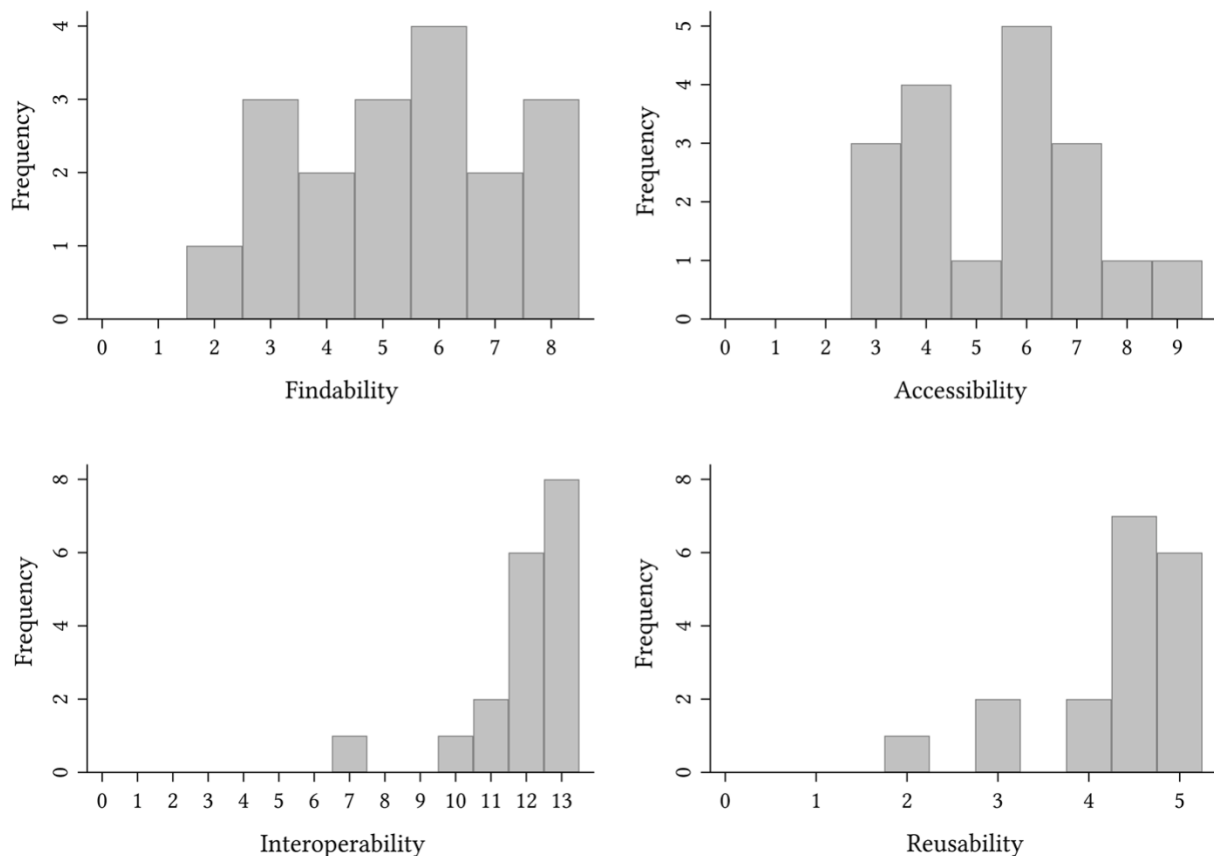 Frequency
4
3
2
1
0
0 1 2 3 4 5 6 7 8
Findability
Frequency
5
4
3
2
1
0
0 1 2 3 4 5 6 7 8 9
Accessibility
Frequency
8
6
4
2
0
0 1 2 3 4 5 6 7 8 9 10 11 12 13
Interoperability
Frequency
8
6
4
2
0
0 1 2 3 4 5
Reusability